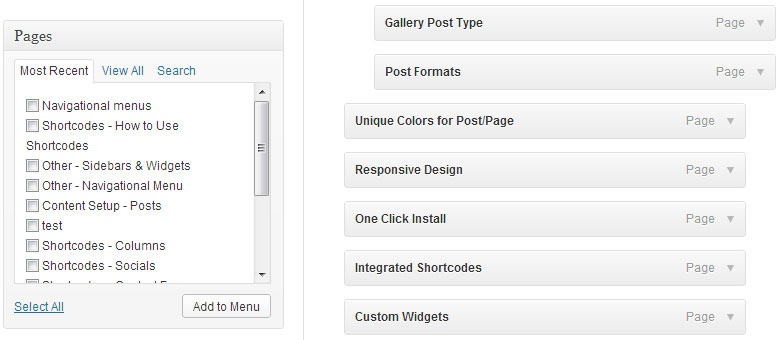 Pages
Most Recent View All Search
Navigational menus
Shortcodes - How to Use
Shortcodes
Other - Sidebars & Widgets
Other - Navigational Menu
Content Setup - Posts
test
Shortcodes - Columns
Shortcodes - Socials
Select All Add to Menu
Gallery Post Type Page
Post Formats Page
Unique Colors for Post/Page Page
Responsive Design Page
One Click Install Page
Integrated Shortcodes Page
Custom Widgets Page